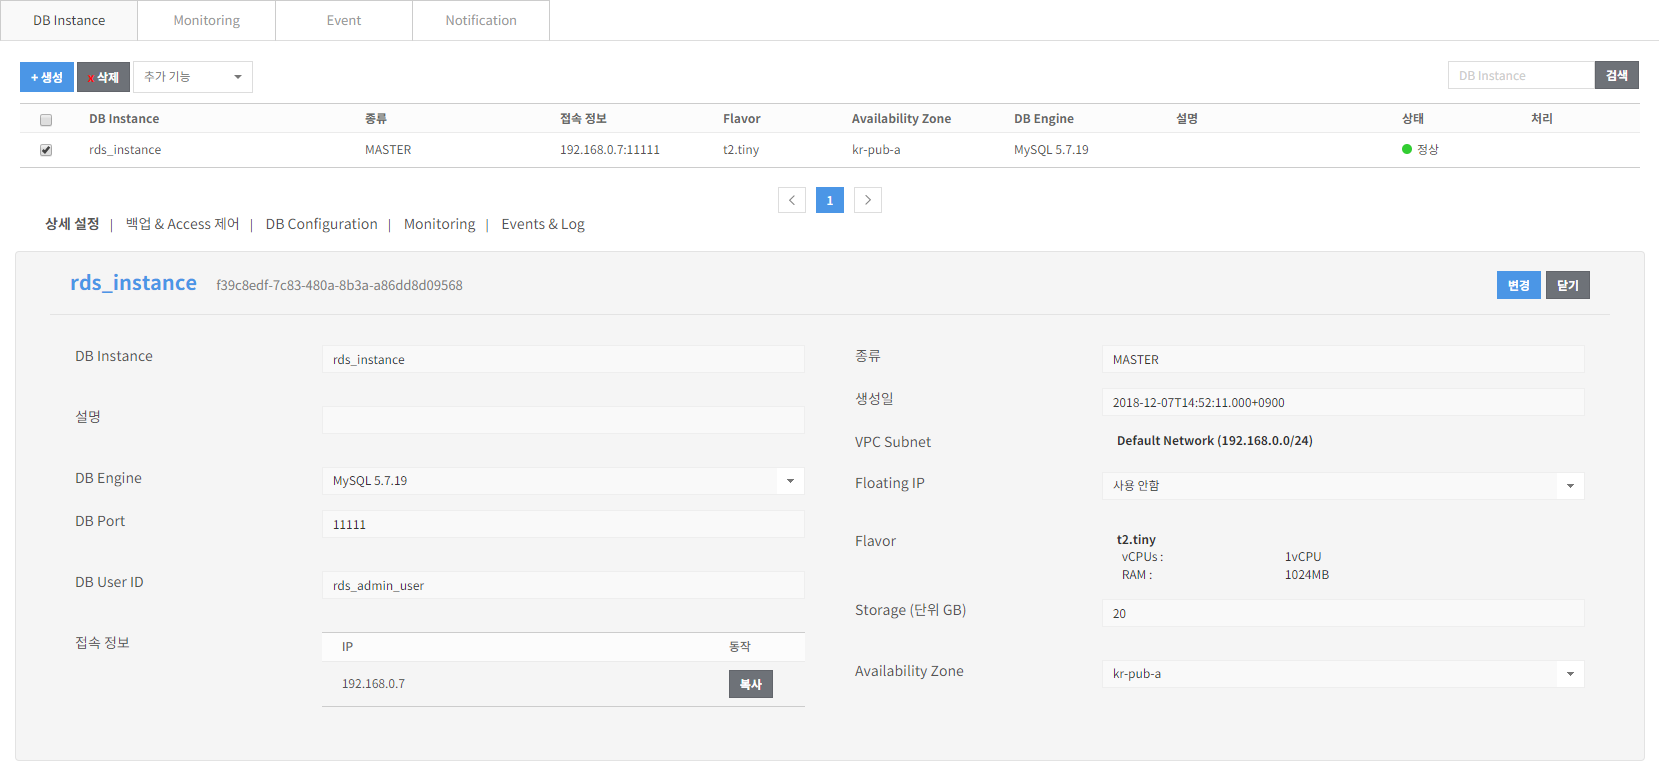 DB Instance
Monitoring
Event
Notification
+ 생성
x 삭제
추가 기능
DB Instance
검색
DB Instance 종류 접속 정보 Flavor Availability Zone DB Engine 설명 상태 처리
rds_instance MASTER 192.168.0.7:11111 t2.tiny kr-pub-a MySQL 5.7.19 정상
< 1 >
상세 설정 | 백업 & Access 제어 | DB Configuration | Monitoring | Events & Log
rds_instance f39c8edf-7c83-480a-8b3a-a86dd8d09568
변경
닫기
DB Instance rds_instance
설명
DB Engine MySQL 5.7.19
DB Port 11111
DB User ID rds_admin_user
접속 정보
IP 동작
192.168.0.7 복사
종류 MASTER
생성일 2018-12-07T14:52:11.000+0900
VPC Subnet Default Network (192.168.0.0/24)
Floating IP 사용 안함
Flavor t2.tiny
vCPUs : 1vCPU
RAM : 1024MB
Storage (단위 GB) 20
Availability Zone kr-pub-a